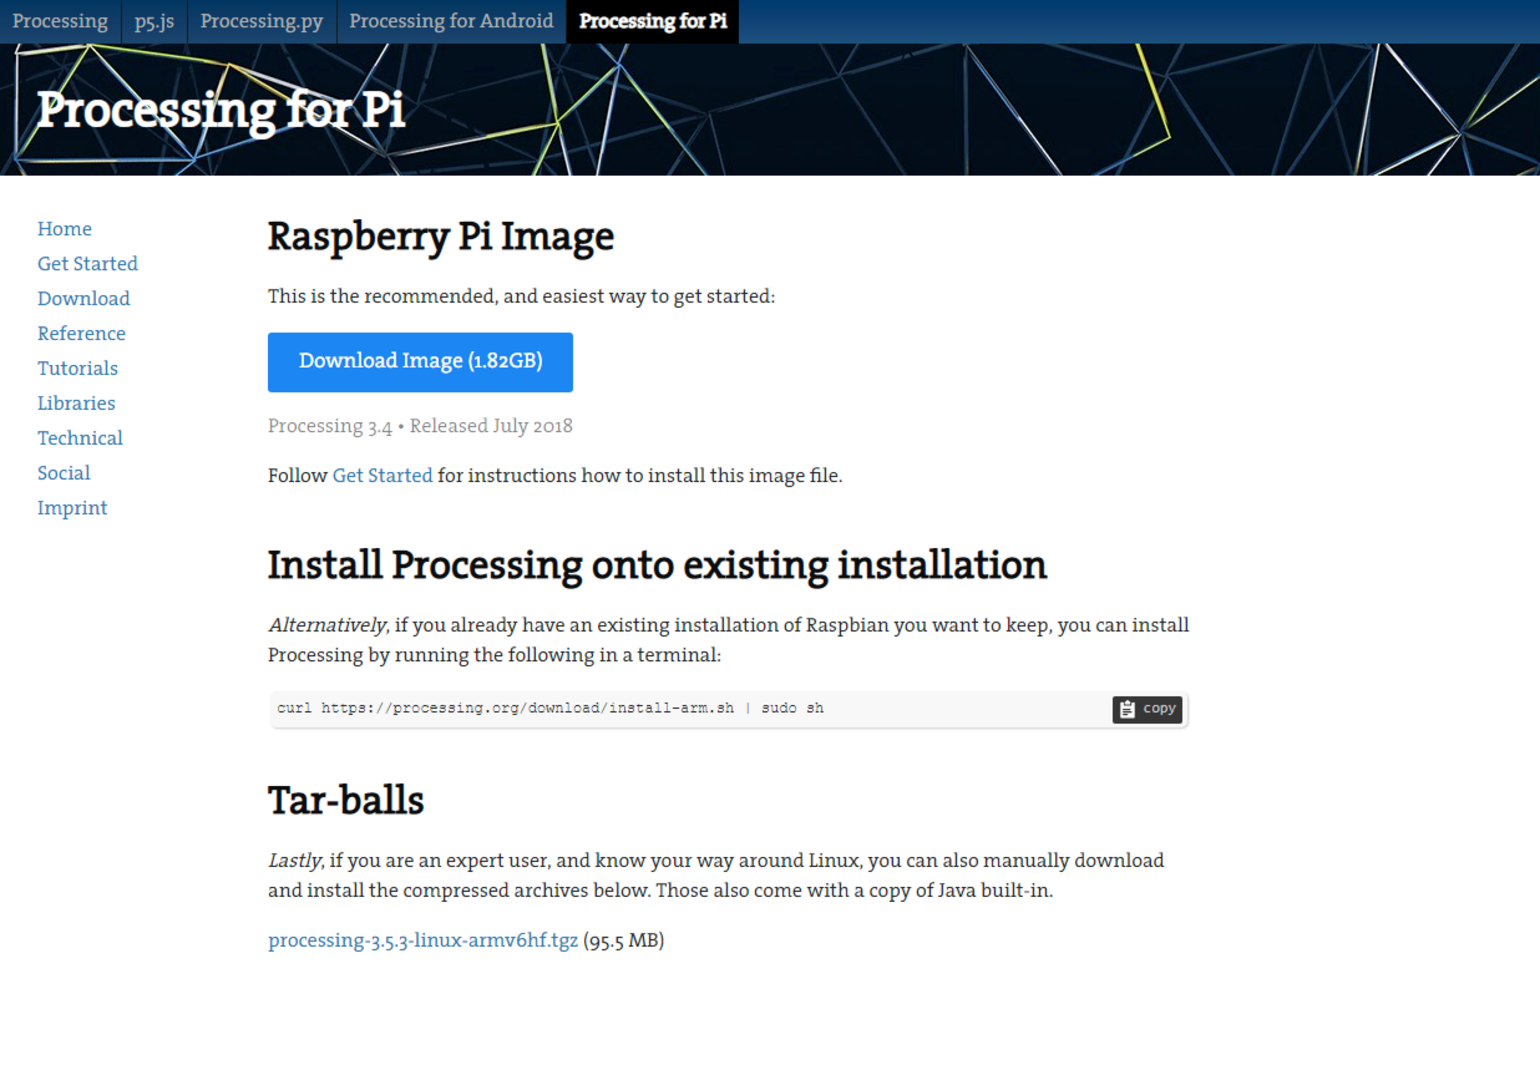 Processing p5.js Processing.py Processing for Android Processing for Pi
Processing for Pi
Home
Get Started
Download
Reference
Tutorials
Libraries
Technical
Social
Imprint
Raspberry Pi Image
This is the recommended, and easiest way to get started:
Download Image (1.82GB)
Processing 3.4 • Released July 2018
Follow Get Started for instructions how to install this image file.
Install Processing onto existing installation
Alternatively, if you already have an existing installation of Raspbian you want to keep, you can install
Processing by running the following in a terminal:
curl https://processing.org/download/install-arm.sh | sudo sh
copy
Tar-balls
Lastly, if you are an expert user, and know your way around Linux, you can also manually download
and install the compressed archives below. Those also come with a copy of Java built-in.
processing-3.5.3-linux-armv6hf.tgz (95.5 MB)